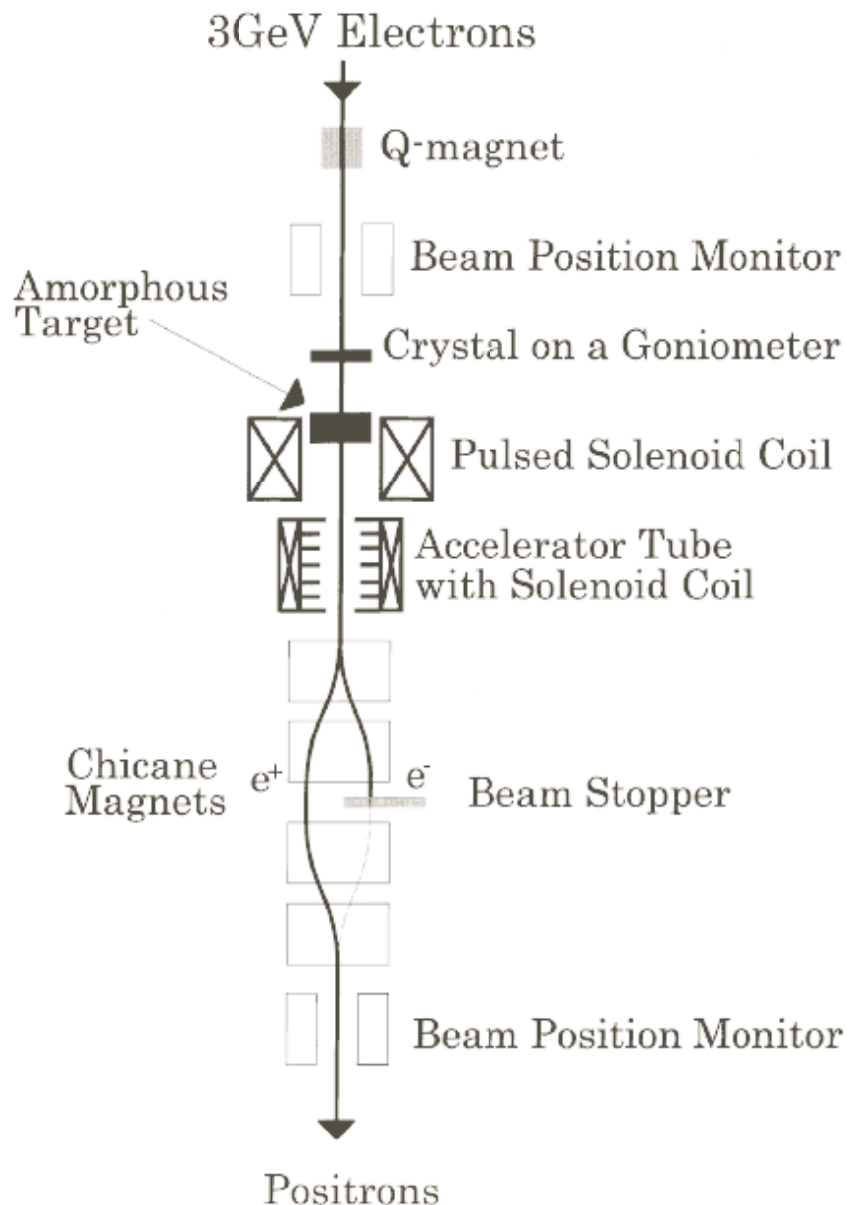 3GeV Electrons
Q-magnet
Beam Position Monitor
Amorphous
Target
Crystal on a Goniometer
Pulsed Solenoid Coil
Accelerator Tube
with Solenoid Coil
Chicane
Magnets
e⁺
e⁻
Beam Stopper
Beam Position Monitor
Positrons